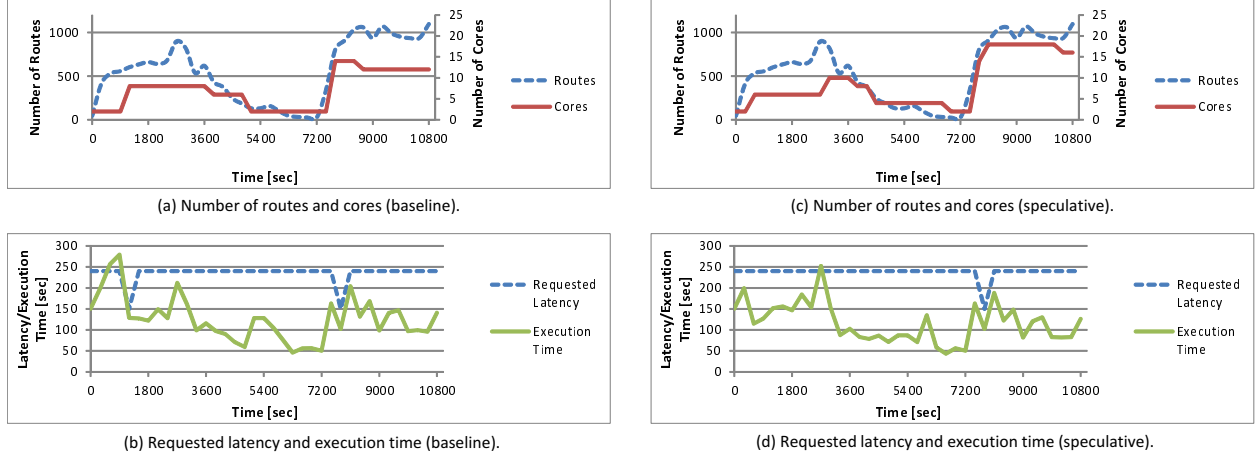 Number of Routes
1000
500
0
25
20
15
10
5
0
Number of Cores
0 1800 3600 5400 7200 9000 10800
Time [sec]
Routes
Cores
(a) Number of routes and cores (baseline).
Number of Routes
1000
500
0
25
20
15
10
5
0
Number of Cores
0 1800 3600 5400 7200 9000 10800
Time [sec]
Routes
Cores
(c) Number of routes and cores (speculative).
Latency/Execution
Time [sec]
300
250
200
150
100
50
0
0 1800 3600 5400 7200 9000 10800
Time [sec]
Requested
Latency
Execution
Time
(b) Requested latency and execution time (baseline).
Latency/Execution
Time [sec]
300
250
200
150
100
50
0
0 1800 3600 5400 7200 9000 10800
Time [sec]
Requested
Latency
Execution
Time
(d) Requested latency and execution time (speculative).